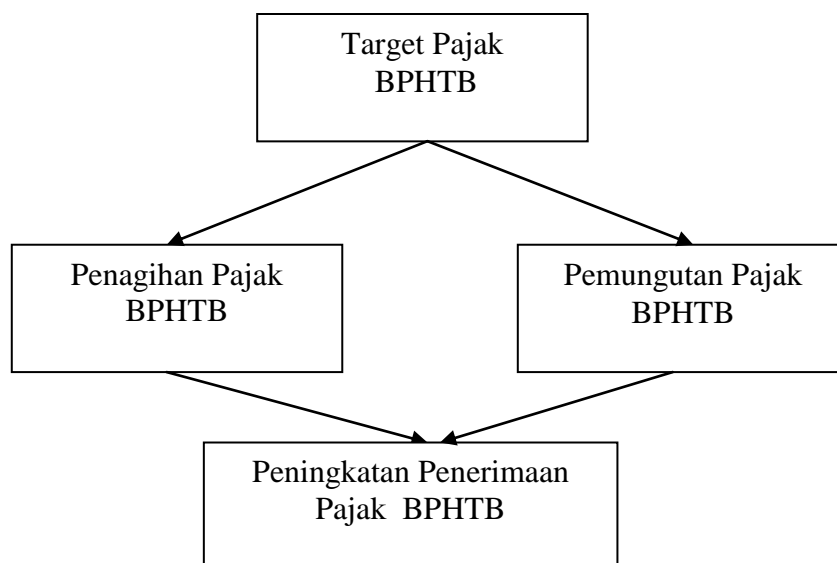 Target Pajak
BPHTB
Penagihan Pajak
BPHTB
Pemungutan Pajak
BPHTB
Peningkatan Penerimaan
Pajak BPHTB